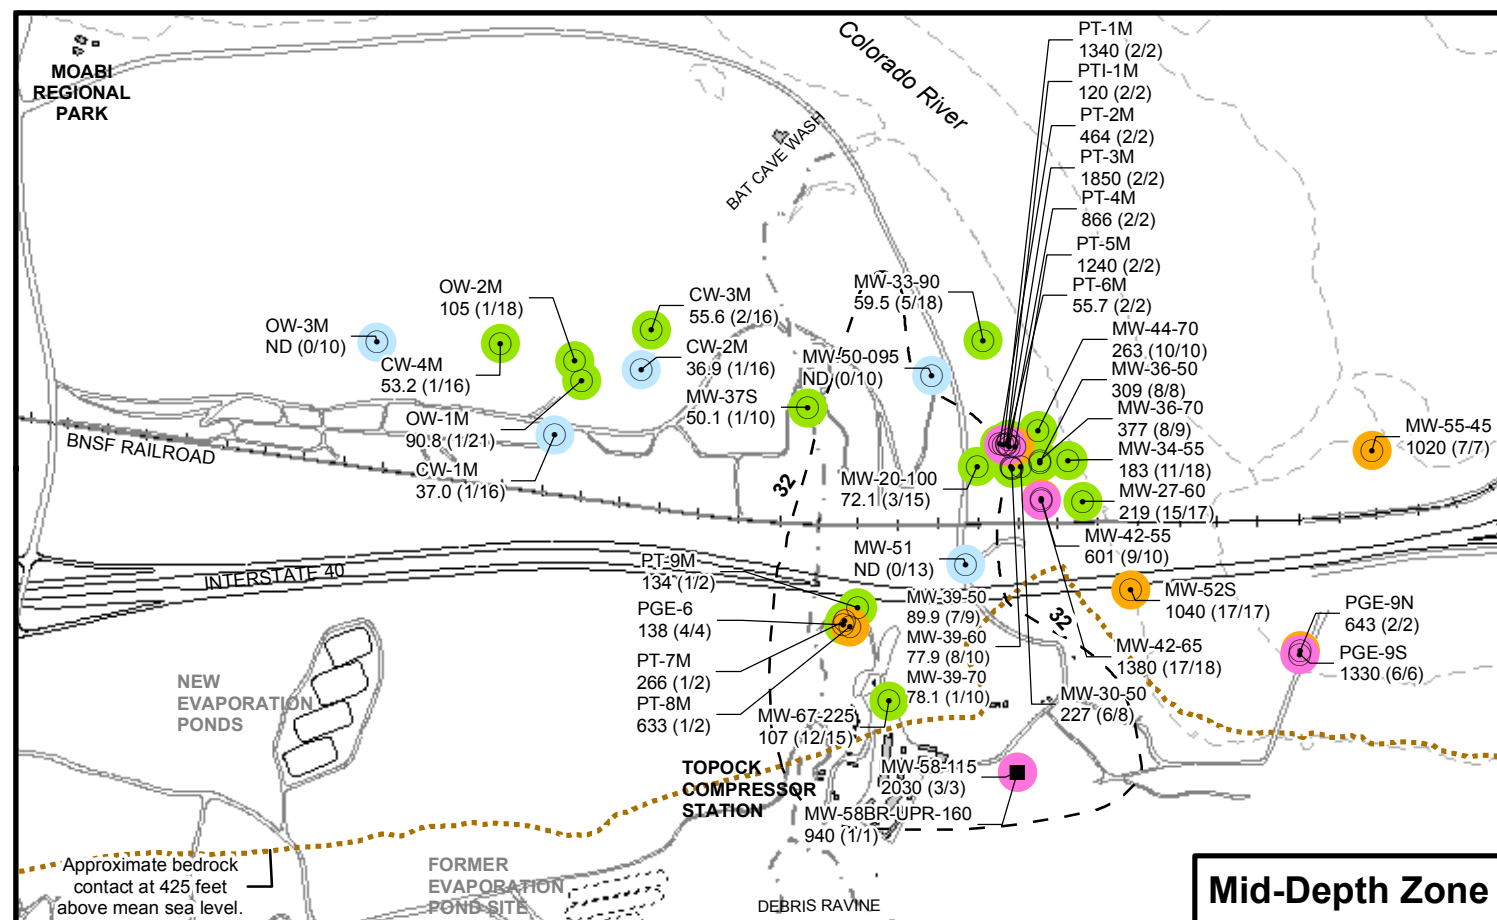 MOABI
REGIONAL
PARK
Colorado River
BAT CAVE WASH
PT-1M
1340 (2/2)
PTI-1M
120 (2/2)
PT-2M
464 (2/2)
PT-3M
1850 (2/2)
PT-4M
866 (2/2)
PT-5M
1240 (2/2)
PT-6M
55.7 (2/2)
MW-44-70
263 (10/10)
MW-36-50
309 (8/8)
MW-36-70
377 (8/9)
MW-34-55
183 (11/18)
MW-27-60
219 (15/17)
MW-42-55
601 (9/10)
MW-55-45
1020 (7/7)
OW-3M
ND (0/10)
OW-2M
105 (1/18)
CW-4M
53.2 (1/16)
CW-3M
55.6 (2/16)
CW-2M
36.9 (1/16)
MW-37S
50.1 (1/10)
OW-1M
90.8 (1/21)
CW-1M
37.0 (1/16)
MW-33-90
59.5 (5/18)
MW-50-095
ND (0/10)
MW-20-100
72.1 (3/15)
BNSF RAILROAD
INTERSTATE 40
32
32
MW-51
ND (0/13)
PT-9M
134 (1/2)
PGE-6
138 (4/4)
PT-7M
266 (1/2)
PT-8M
633 (1/2)
MW-39-50
89.9 (7/9)
MW-39-60
77.9 (8/10)
MW-39-70
78.1 (1/10)
MW-67-225
107 (12/15)
MW-52S
1040 (17/17)
MW-42-65
1380 (17/18)
MW-30-50
227 (6/8)
PGE-9N
643 (2/2)
PGE-9S
1330 (6/6)
MW-58-115
2030 (3/3)
MW-58BR-UPR-160
940 (1/1)
NEW
EVAPORATION
PONDS
TOPOCK
COMPRESSOR
STATION
Approximate bedrock
contact at 425 feet
above mean sea level.
FORMER
EVAPORATION
POND SITE
DEBRIS RAVINE
Mid-Depth Zone